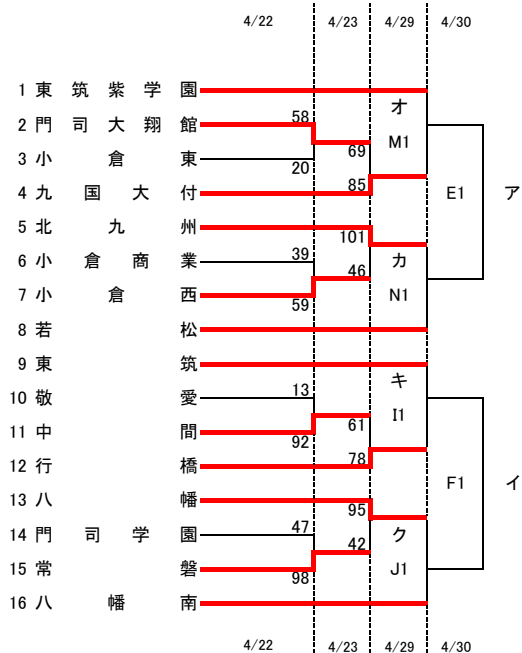 4/22 4/23 4/29 4/30
1 東筑紫学園
オ
2 門司大翔館 58
M1
3 小倉東 20
69
4 九国大付 85
E1 ア
5 北九州 101
6 小倉商業 39
カ
46
7 小倉西 59
N1
8 若松
9 東筑
キ
10 敬愛 13
I1
11 中間 92
61
12 行橋 78
F1 イ
13 八幡 95
14 門司学園 47
ク
42
15 常磐 98
J1
16 八幡南
4/22 4/23 4/29 4/30